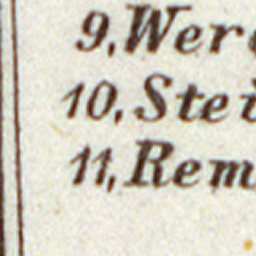 9, Wer
10, Stei
11, Rem